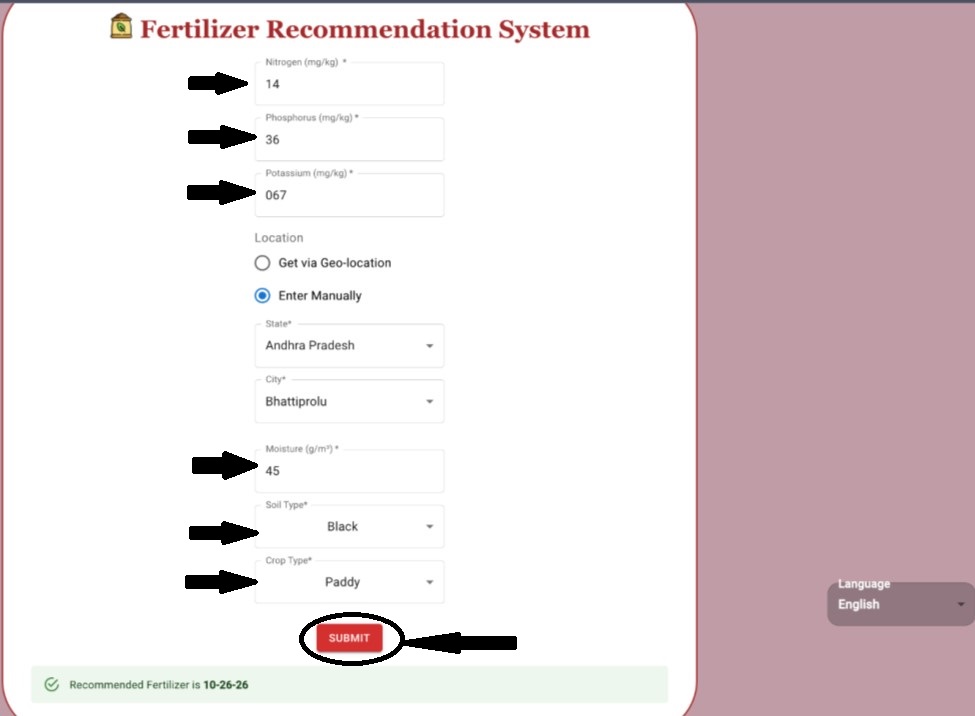 Fertilizer Recommendation System
Nitrogen (mg/kg) *
14
Phosphorus (mg/kg) *
36
Potassium (mg/kg) *
067
Location
Get via Geo-location
Enter Manually
State*
Andhra Pradesh
City*
Bhattiprolu
Moisture (g/m³) *
45
Soil Type*
Black
Crop Type*
Paddy
Language
English
SUBMIT
Recommended Fertilizer is 10-26-26